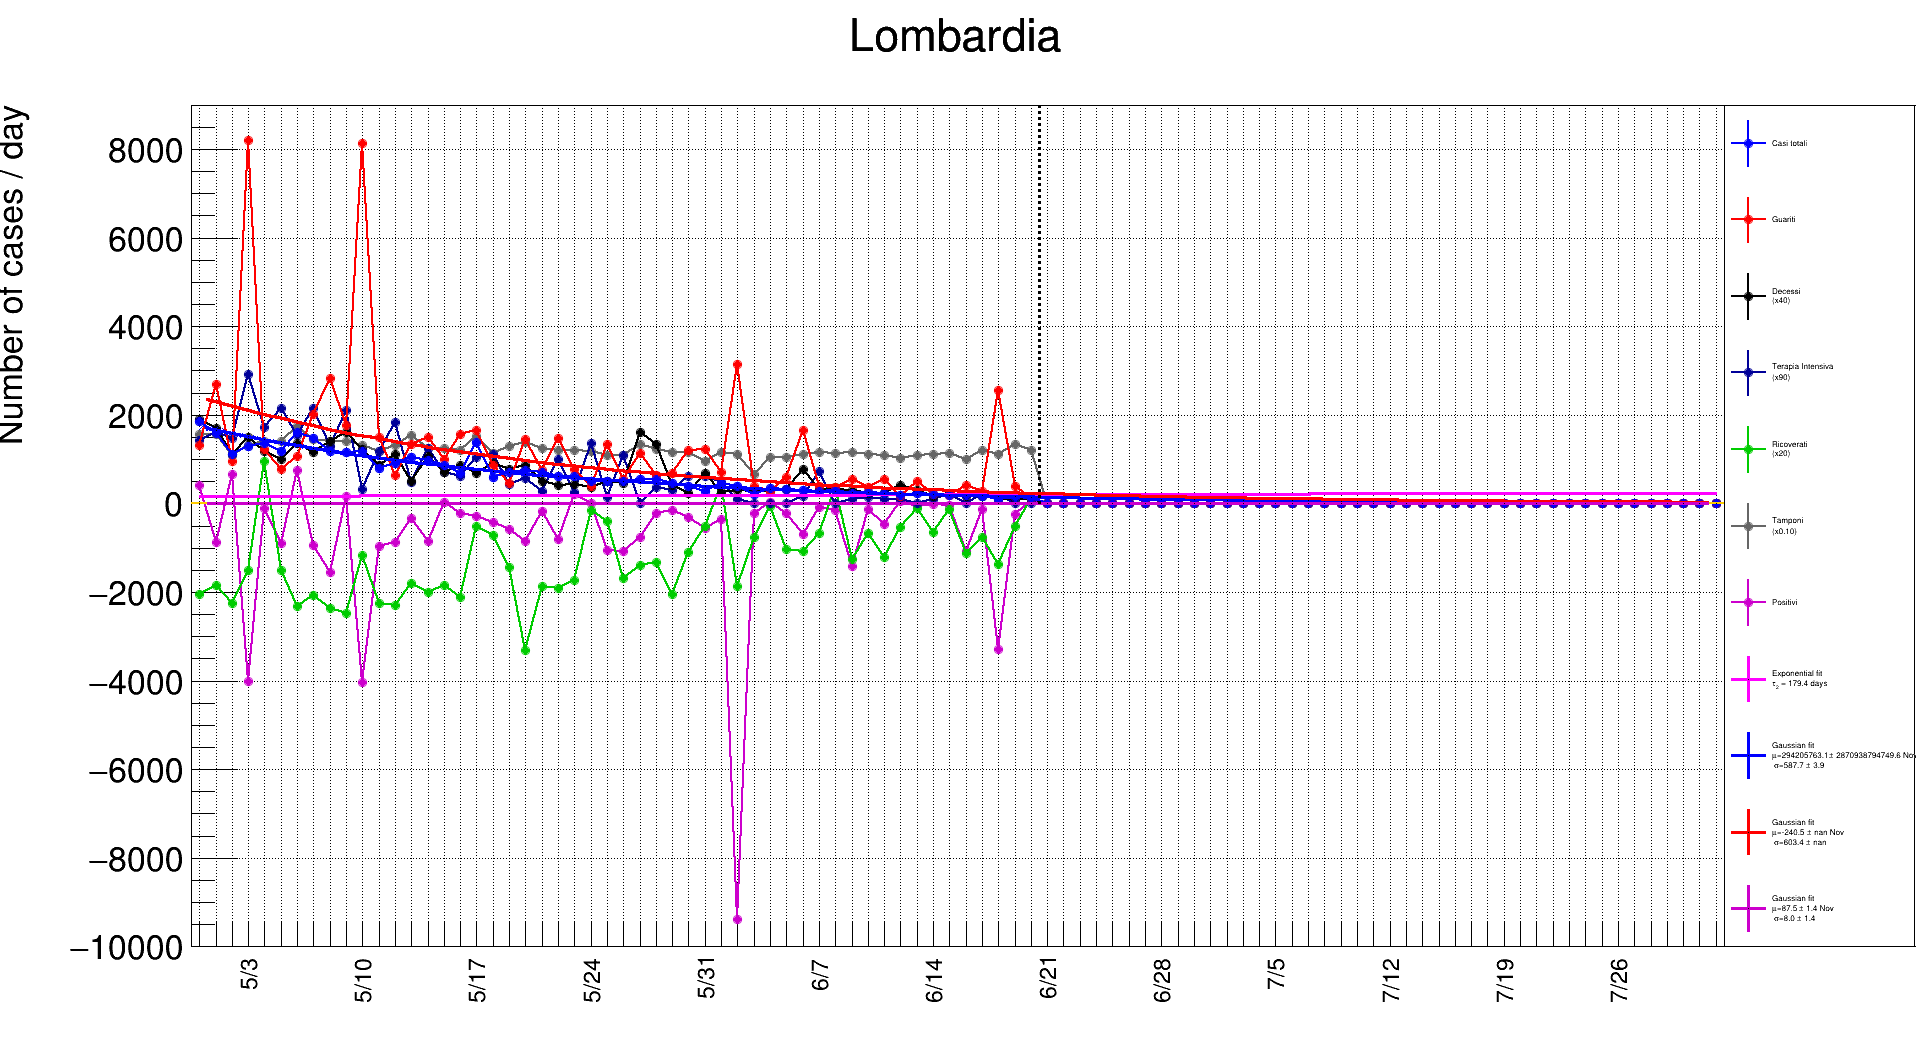 Lombardia
Number of cases / day
8000
6000
4000
2000
0
−2000
−4000
−6000
−8000
−10000
5/3
5/10
5/17
5/24
5/31
6/7
6/14
6/21
6/28
7/5
7/12
7/19
7/26
Casi totali
Guariti
Decessi
(x40)
Terapia Intensiva
(x90)
Ricoverati
(x20)
Tamponi
(x0.10)
Positivi
Exponential fit
τ2 = 179.4 days
Gaussian fit
μ=294205763.1± 2870938794749.6 Nov
σ=587.7 ± 3.9
Gaussian fit
μ=-240.5 ± nan Nov
σ=603.4 ± nan
Gaussian fit
μ=87.5 ± 1.4 Nov
σ=8.0 ± 1.4